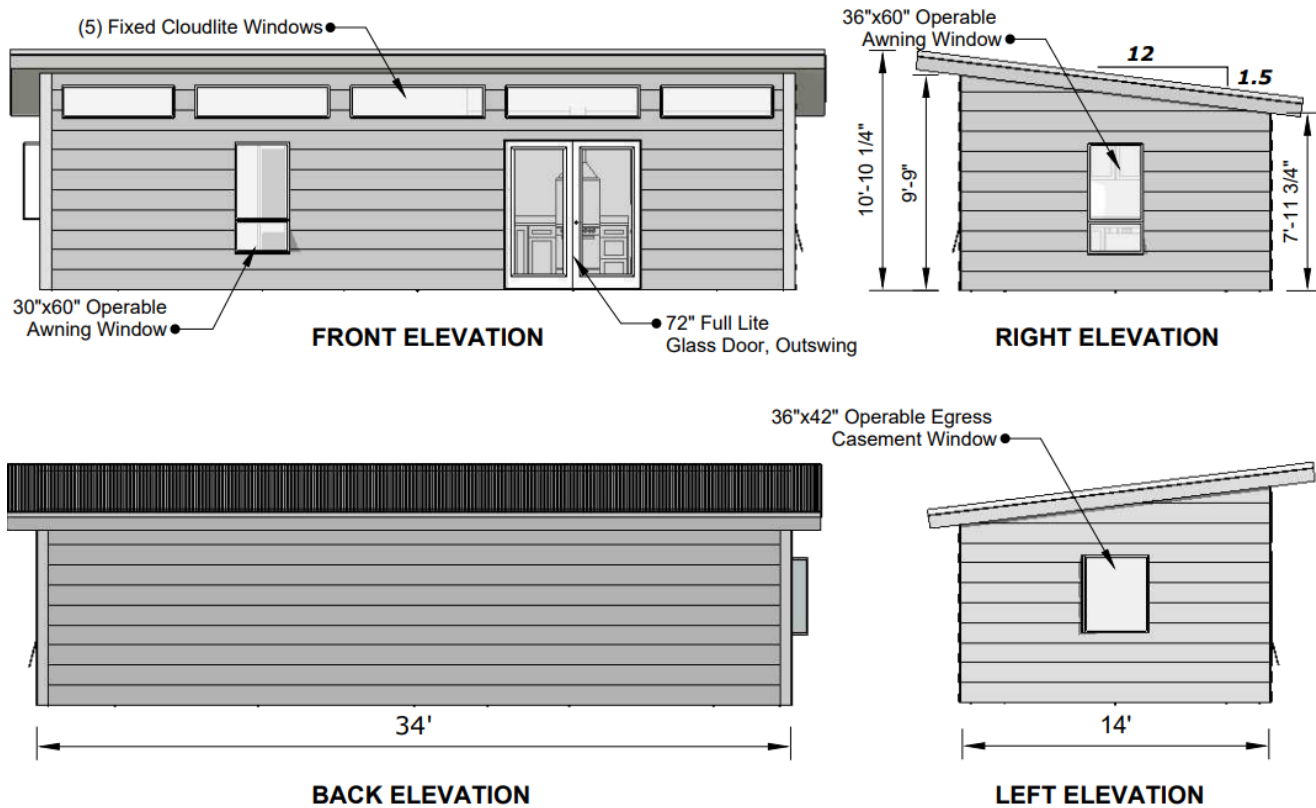 (5) Fixed Cloudlite Windows
36"x60" Operable
Awning Window
12
1.5
10'-10 1/4"
9'-9"
7'-11 3/4"
30"x60" Operable
Awning Window
72" Full Lite
Glass Door, Outswing
FRONT ELEVATION
RIGHT ELEVATION
36"x42" Operable Egress
Casement Window
34'
14'
BACK ELEVATION
LEFT ELEVATION